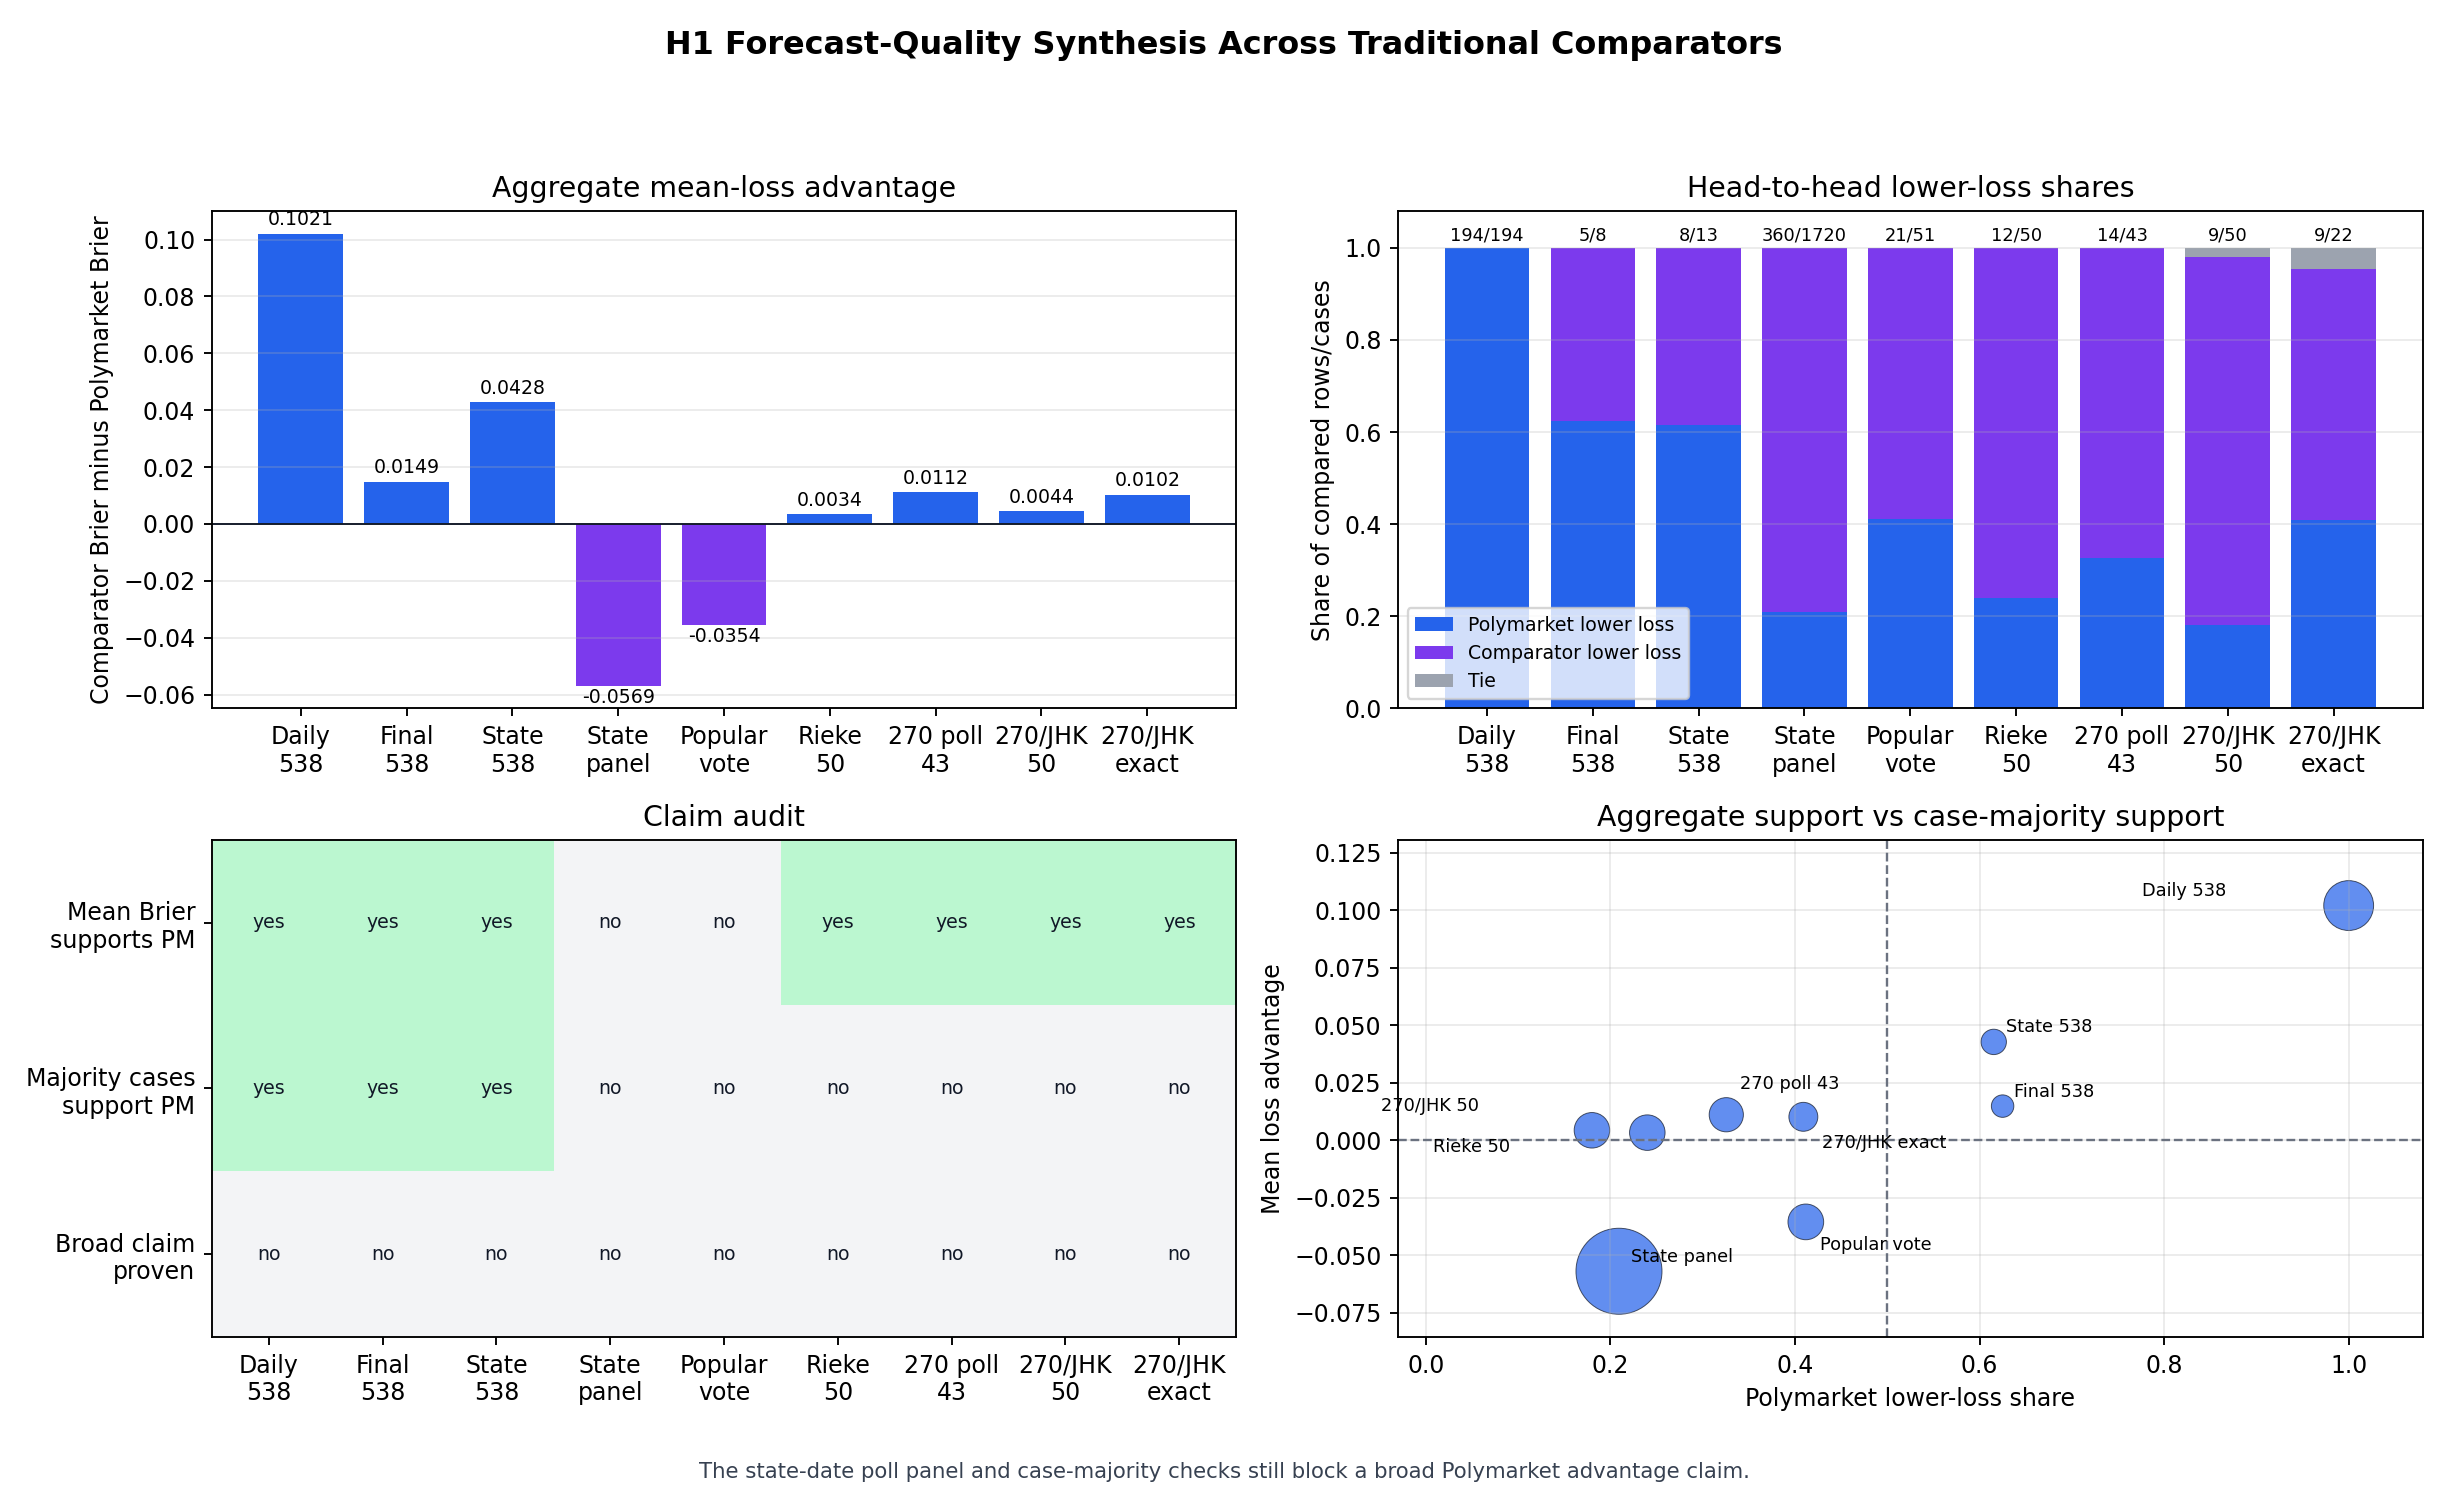 H1 Forecast-Quality Synthesis Across Traditional Comparators
Aggregate mean-loss advantage
Comparator Brier minus Polymarket Brier
0.10
0.08
0.06
0.04
0.02
0.00
−0.02
−0.04
−0.06
0.1021
0.0149
0.0428
-0.0569
-0.0354
0.0034
0.0112
0.0044
0.0102
Daily
538
Final
538
State
538
State
panel
Popular
vote
Rieke
50
270 poll
43
270/JHK
50
270/JHK
exact
Head-to-head lower-loss shares
Share of compared rows/cases
1.0
0.8
0.6
0.4
0.2
0.0
194/194
5/8
8/13
360/1720
21/51
12/50
14/43
9/50
9/22
Polymarket lower loss
Comparator lower loss
Tie
Daily
538
Final
538
State
538
State
panel
Popular
vote
Rieke
50
270 poll
43
270/JHK
50
270/JHK
exact
Claim audit
Mean Brier
supports PM
yes yes yes no no yes yes yes yes
Majority cases
support PM
yes yes yes no no no no no no
Broad claim
proven
no no no no no no no no no
Daily
538
Final
538
State
538
State
panel
Popular
vote
Rieke
50
270 poll
43
270/JHK
50
270/JHK
exact
Aggregate support vs case-majority support
Mean loss advantage
0.125
0.100
0.075
0.050
0.025
0.000
−0.025
−0.050
−0.075
Daily 538
State 538
Final 538
270 poll 43
270/JHK 50
Rieke 50
270/JHK exact
Popular vote
State panel
0.0 0.2 0.4 0.6 0.8 1.0
Polymarket lower-loss share
The state-date poll panel and case-majority checks still block a broad Polymarket advantage claim.